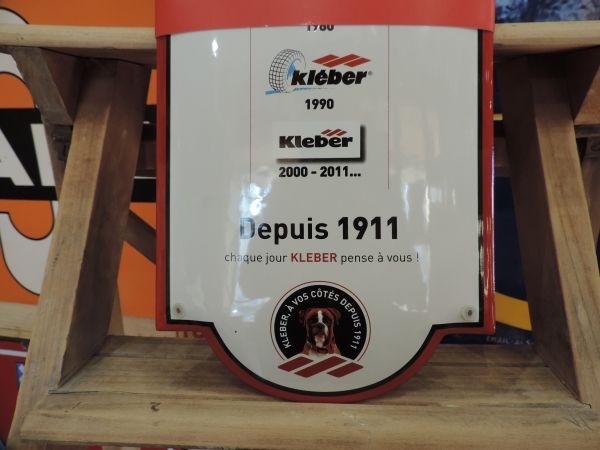 1980
kléber
1990
Kleber
2000 - 2011...
Depuis 1911
chaque jour KLEBER pense à vous !
KLEBER, À VOS CÔTÉS DEPUIS 1911